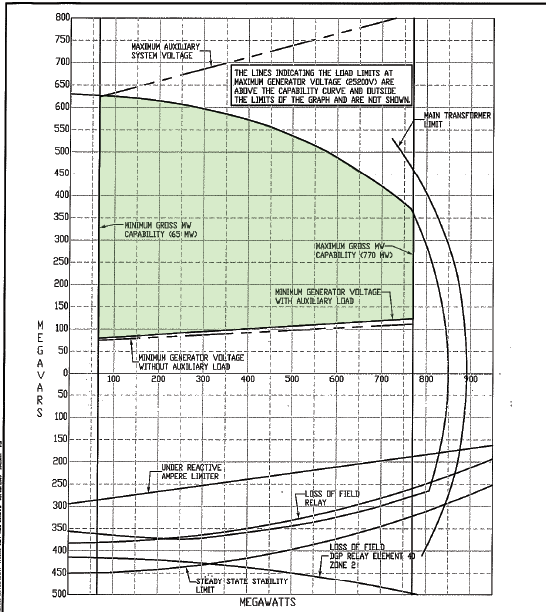 800
750
700
650
600
550
500
450
400
350
300
250
200
150
100
50
0
50
100
150
200
250
300
350
400
450
500
MEGAVARS
MAXIMUM AUXILIARY
SYSTEM VOLTAGE
THE LINES INDICATING THE LOAD LIMITS AT
MAXIMUM GENERATOR VOLTAGE (25200V) ARE
ABOVE THE CAPABILITY CURVE AND OUTSIDE
THE LIMITS OF THE GRAPH AND ARE NOT SHOWN.
MAIN TRANSFORMER
LIMIT
MINIMUM GROSS MW
CAPABILITY (65 MW)
MAXIMUM GROSS MW
CAPABILITY (770 MW)
MINIMUM GENERATOR VOLTAGE
WITH AUXILIARY LOAD
MINIMUM GENERATOR VOLTAGE
WITHOUT AUXILIARY LOAD
100 200 300 400 500 600 700 800 900
UNDER REACTIVE
AMPERE LIMITER
LOSS OF FIELD
RELAY
LOSS OF FIELD
DGP RELAY ELEMENT 40
ZONE 2
STEADY STATE STABILITY
LIMIT
MEGAWATTS